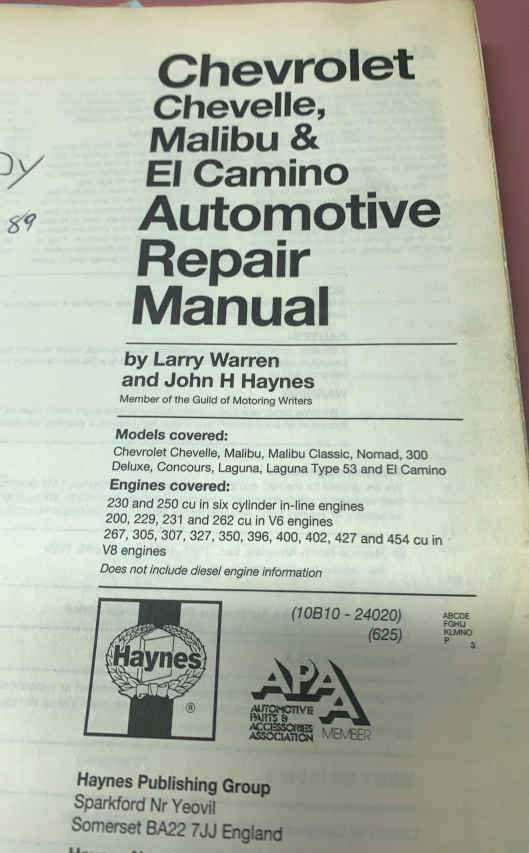 Chevrolet
Chevelle,
Malibu &
El Camino
Automotive
Repair
Manual
89
by Larry Warren
and John H Haynes
Member of the Guild of Motoring Writers
Models covered:
Chevrolet Chevelle, Malibu, Malibu Classic, Nomad, 300
Deluxe, Concours, Laguna, Laguna Type 53 and El Camino
Engines covered:
230 and 250 cu in six cylinder in-line engines
200, 229, 231 and 262 cu in V6 engines
267, 305, 307, 327, 350, 396, 400, 402, 427 and 454 cu in
V8 engines
Does not include diesel engine information
(10B10 - 24020)
(625)
ABCDE
FGHIJ
KLMNO
P
3
Haynes
®
APAA
AUTOMOTIVE
PARTS &
ACCESSORIES
ASSOCIATION
MEMBER
Haynes Publishing Group
Sparkford Nr Yeovil
Somerset BA22 7JJ England